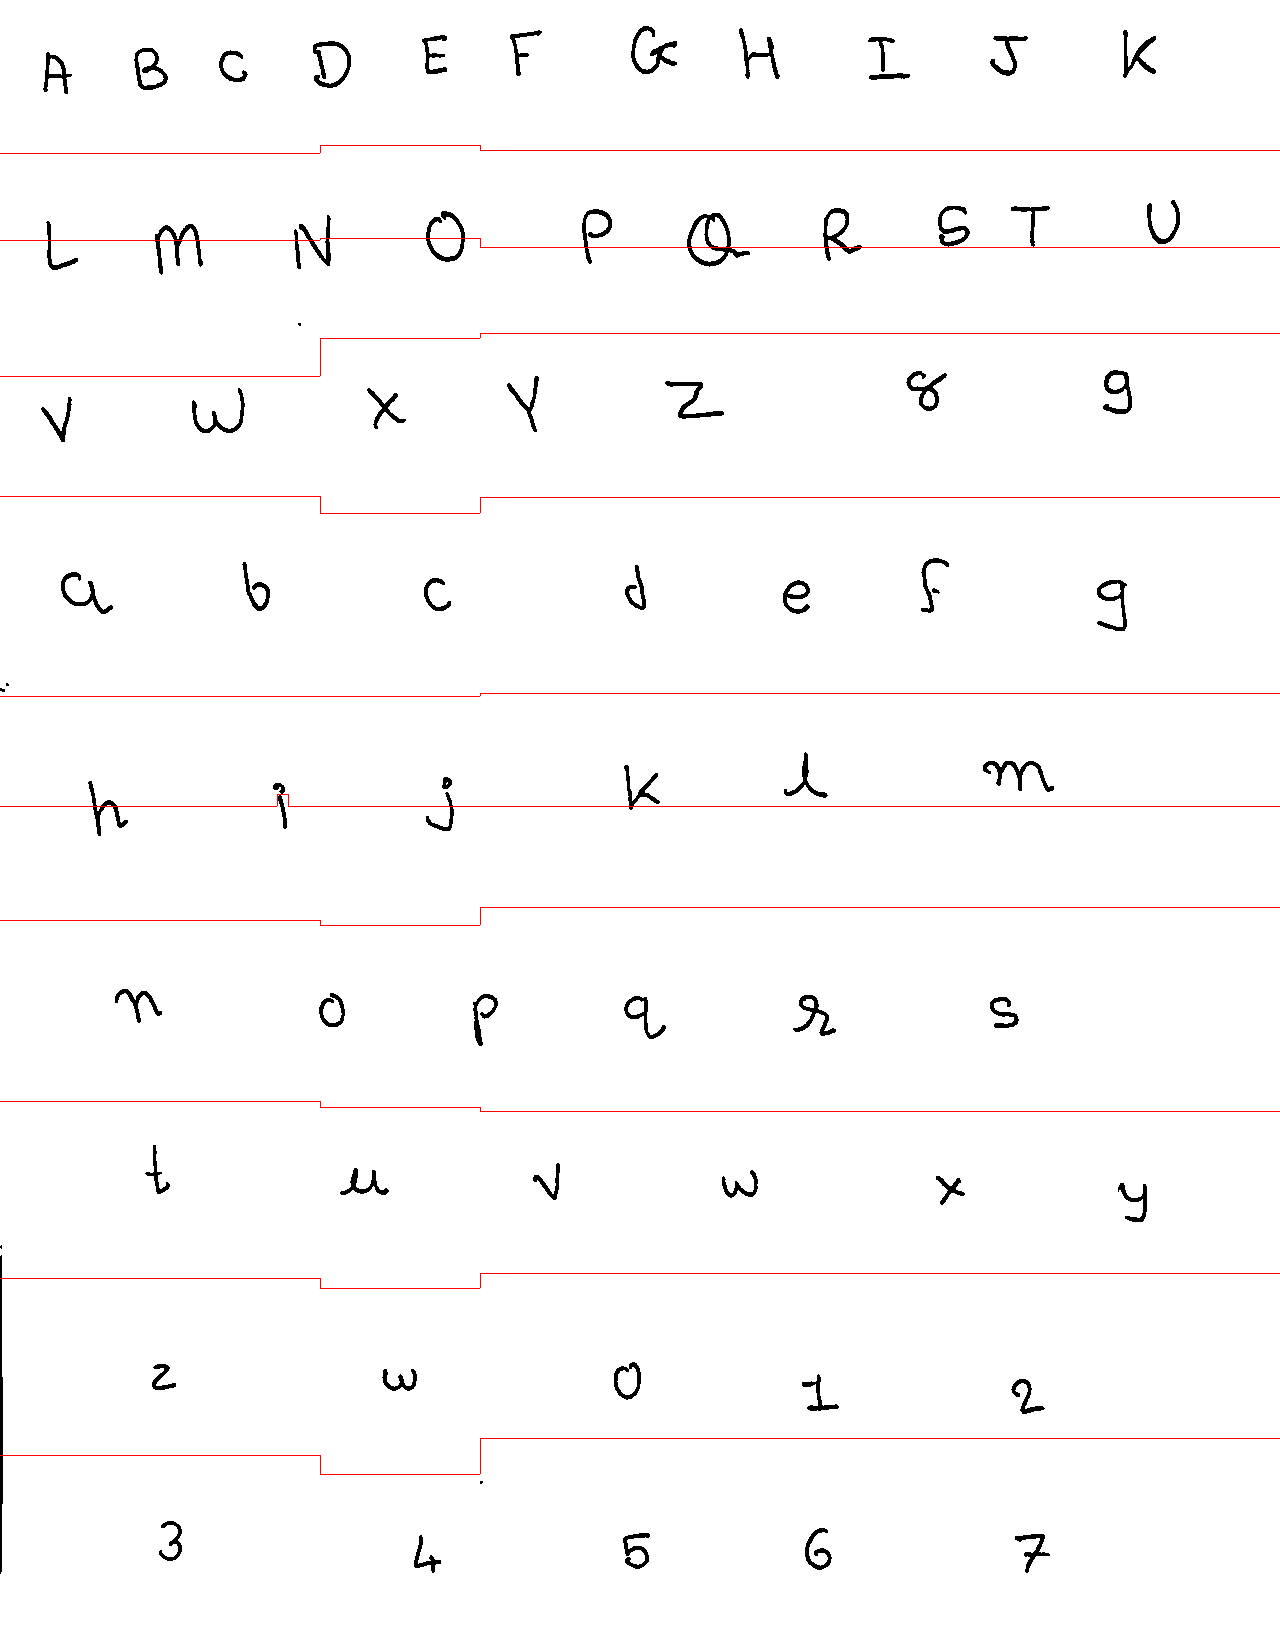 A B C D E F G H I J K
L M N O P Q R S T U
V W X Y Z 8 9
a b c d e f g
h i j k l m
n o p q r s
t u v w x y
z w 0 1 2
3 4 5 6 7